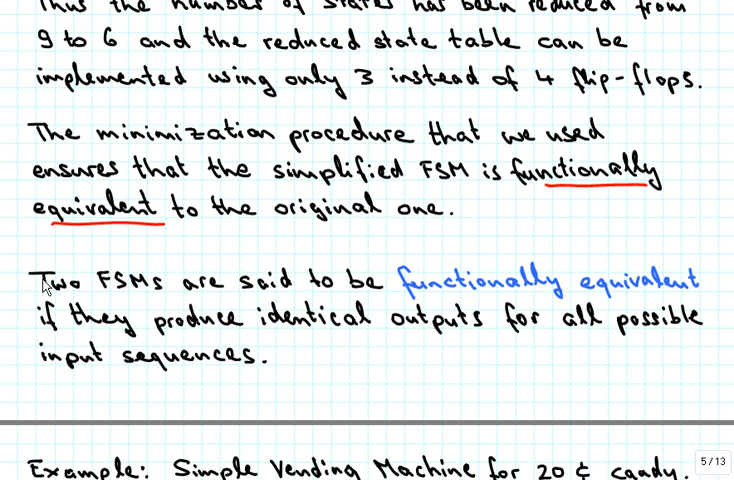 Thus the number of states has been reduced from
9 to 6 and the reduced state table can be
implemented using only 3 instead of 4 flip-flops.
The minimization procedure that we used
ensures that the simplified FSM is functionally
equivalent to the original one.
Two FSMs are said to be functionally equivalent
if they produce identical outputs for all possible
input sequences.
Example: Simple Vending Machine for 20 ¢ candy.
5 / 13